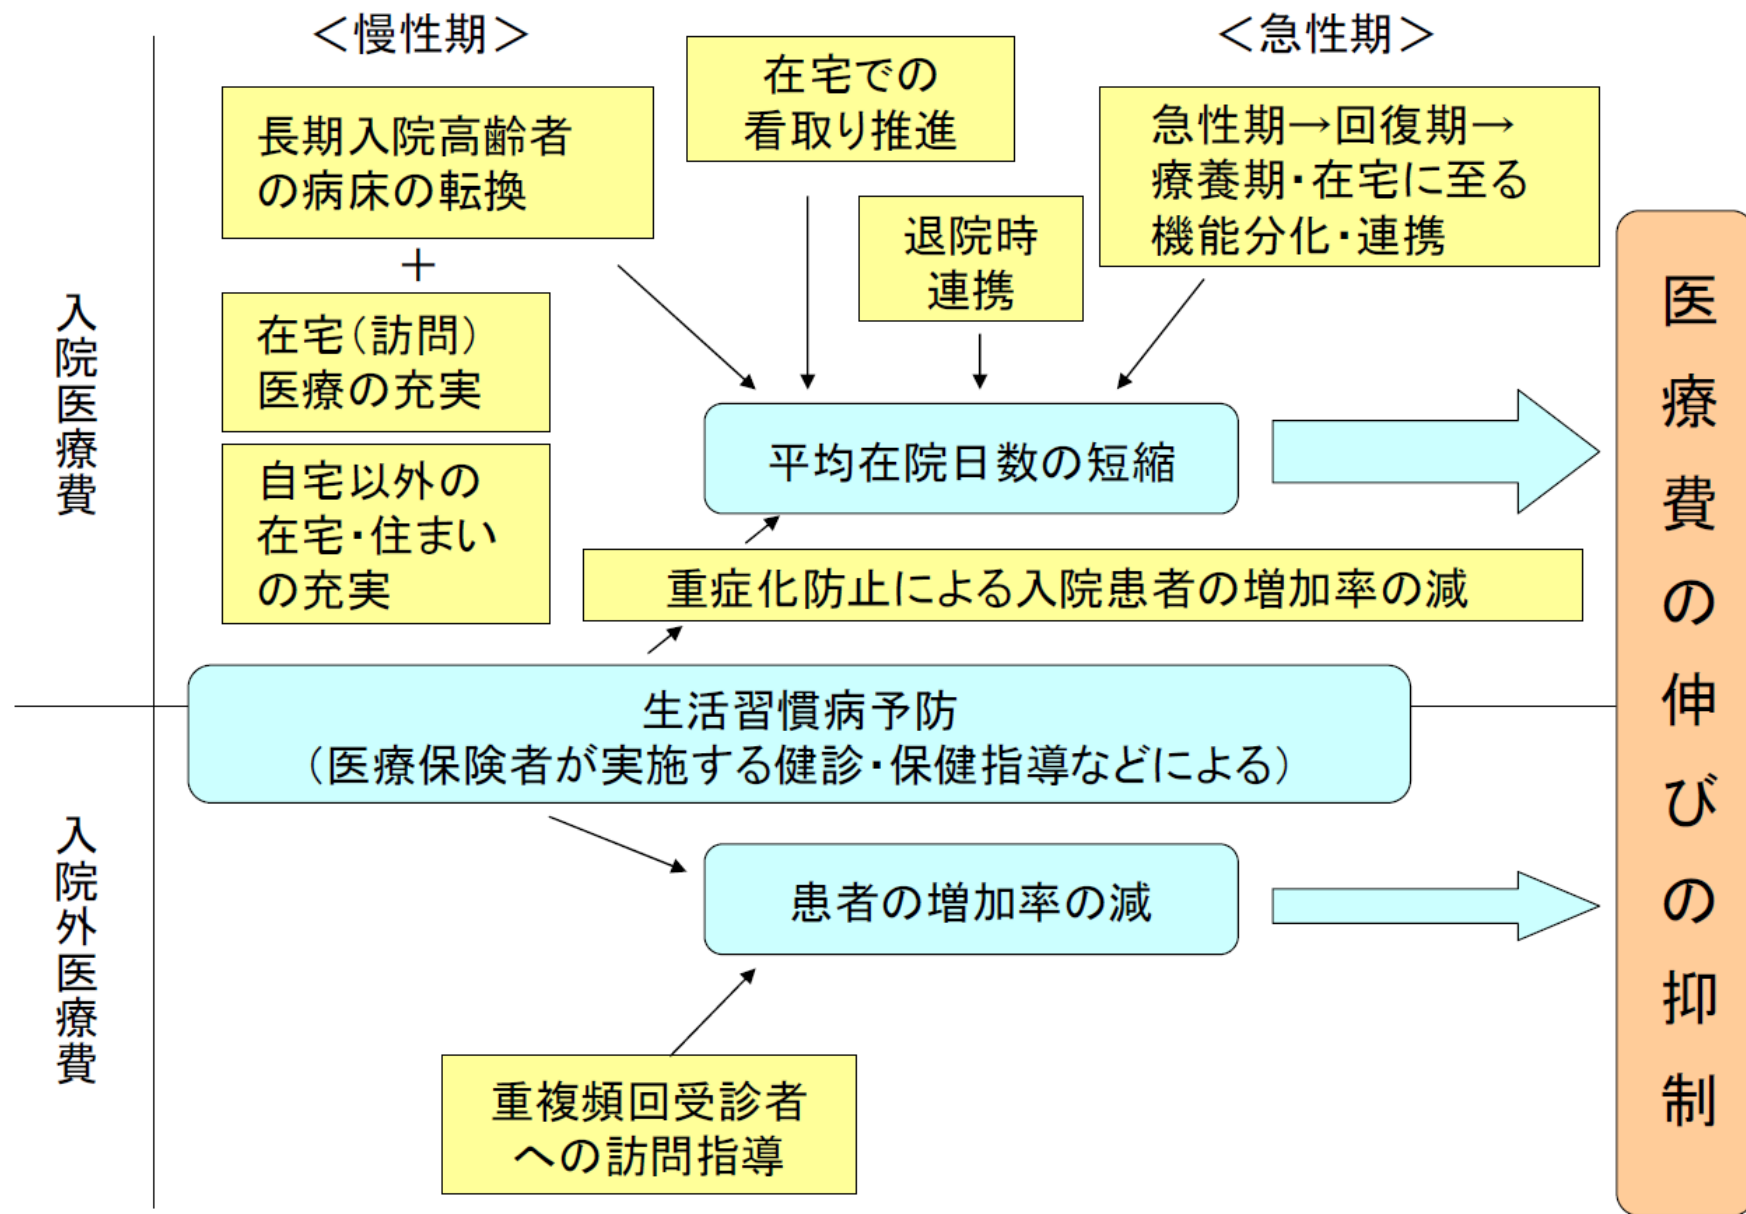 ＜慢性期＞
＜急性期＞
在宅での
看取り推進
長期入院高齢者
の病床の転換
急性期→回復期→
療養期・在宅に至る
機能分化・連携
退院時
連携
＋
在宅（訪問）
医療の充実
自宅以外の
在宅・住まい
の充実
入院医療費
平均在院日数の短縮
重症化防止による入院患者の増加率の減
生活習慣病予防
（医療保険者が実施する健診・保健指導などによる）
入院外医療費
患者の増加率の減
重複頻回受診者
への訪問指導
医療費の伸びの抑制